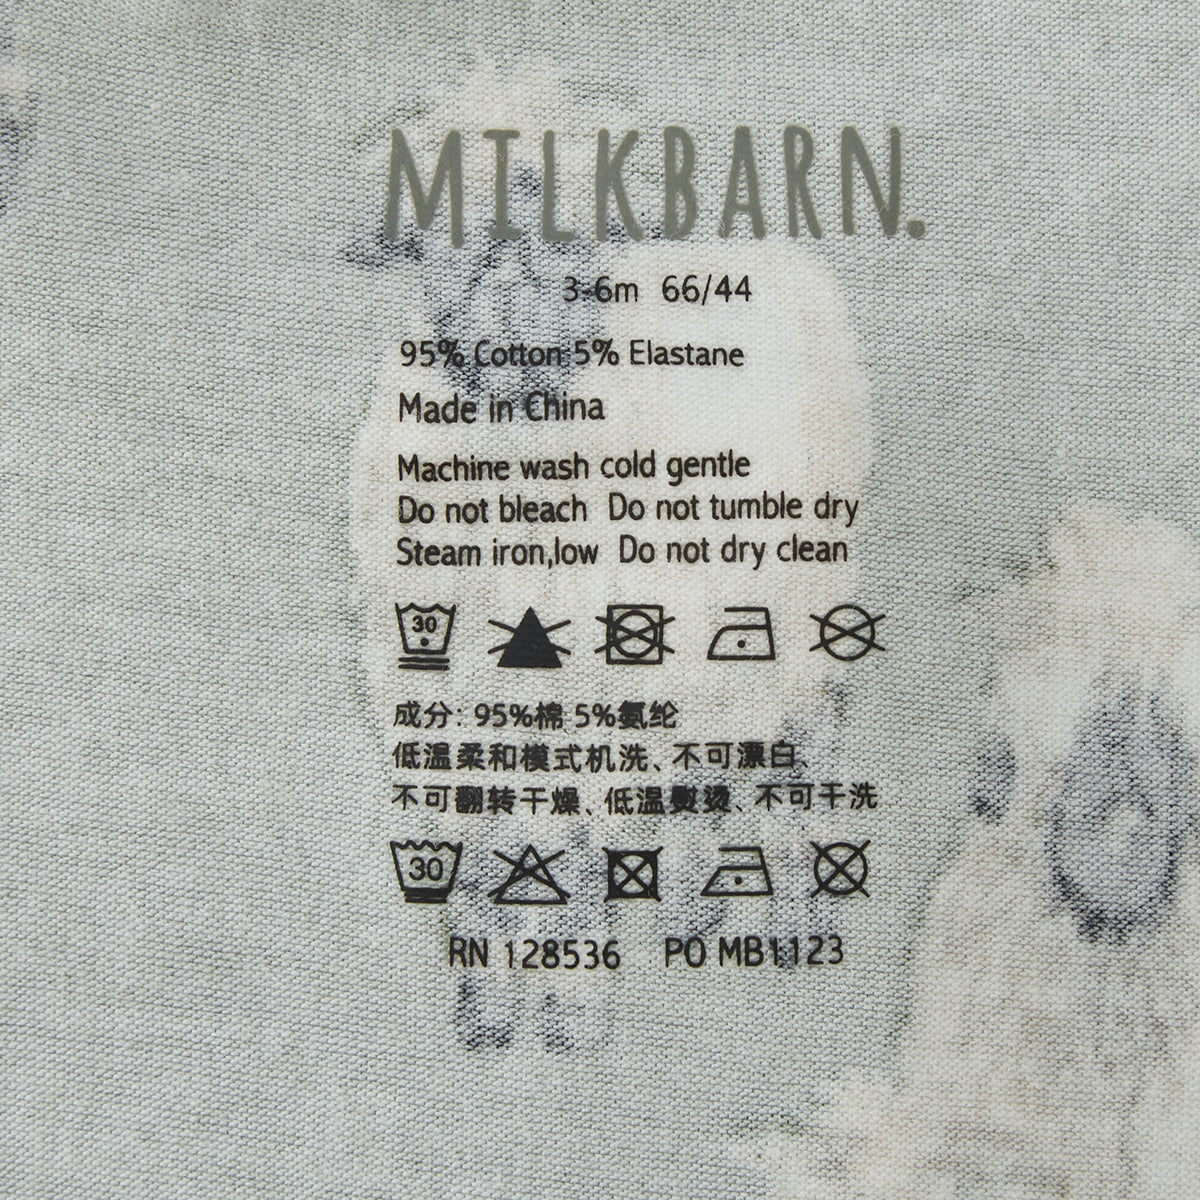 MILKBARN.
3-6m 66/44
95% Cotton 5% Elastane
Made in China
Machine wash cold gentle
Do not bleach Do not tumble dry
Steam iron,low Do not dry clean
30
成分: 95%棉 5%氨纶
低温柔和模式机洗、不可漂白、
不可翻转干燥、低温熨烫、不可干洗
30
RN 128536 PO MB1123